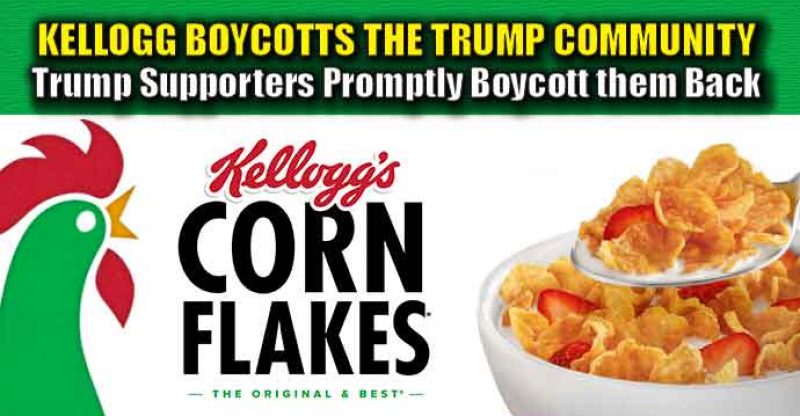 KELLOGG BOYCOTTS THE TRUMP COMMUNITY
Trump Supporters Promptly Boycott them Back
Kellogg's
CORN
FLAKES®
THE ORIGINAL & BEST®